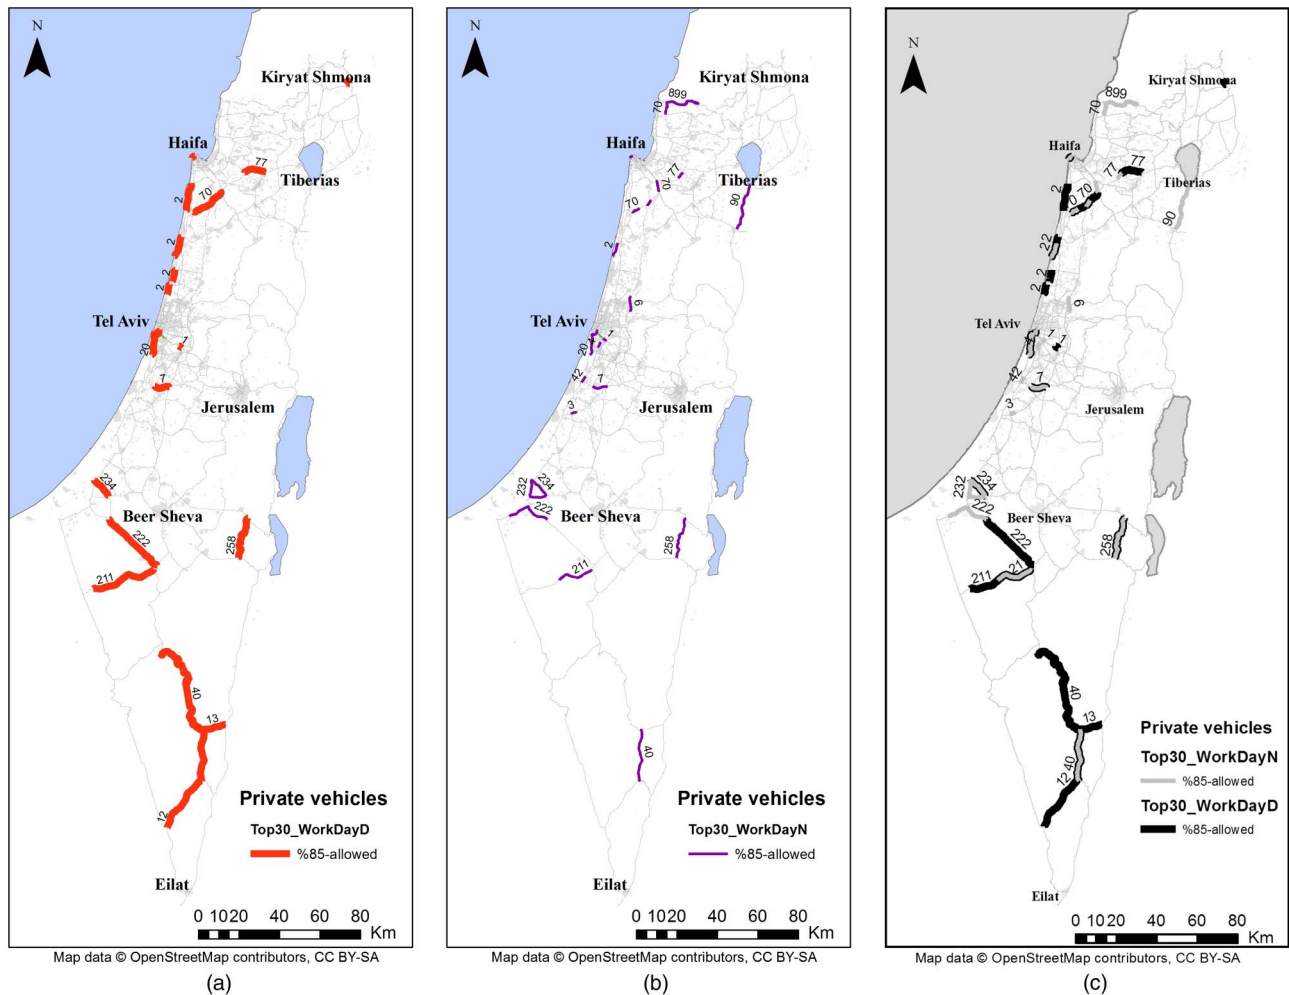 N
Kiryat Shmona
Haifa
77
Tiberias
2
70
2
2
2
Tel Aviv
20
1
7
Jerusalem
234
Beer Sheva
222
258
211
40
13
12
Private vehicles
Top30_WorkDayD
%85-allowed
Eilat
0 10 20 40 60 80
Km
Map data © OpenStreetMap contributors, CC BY-SA
(a)
N
Kiryat Shmona
899
70
Haifa
77
70
Tiberias
70
90
2
6
Tel Aviv
20
4
1
42
7
Jerusalem
3
232
234
222
Beer Sheva
258
211
40
Private vehicles
Top30_WorkDayN
%85-allowed
Eilat
0 10 20 40 60 80
Km
Map data © OpenStreetMap contributors, CC BY-SA
(b)
N
Kiryat Shmona
899
70
Haifa
77
77
Tiberias
2
70
90
22
2
2
6
Tel Aviv
4
1
1
42
7
3
Jerusalem
232
234
222
Beer Sheva
222
258
211
21
40
13
12 40
Private vehicles
Top30_WorkDayN
%85-allowed
Top30_WorkDayD
%85-allowed
Eilat
0 10 20 40 60 80
Km
Map data © OpenStreetMap contributors, CC BY-SA
(c)